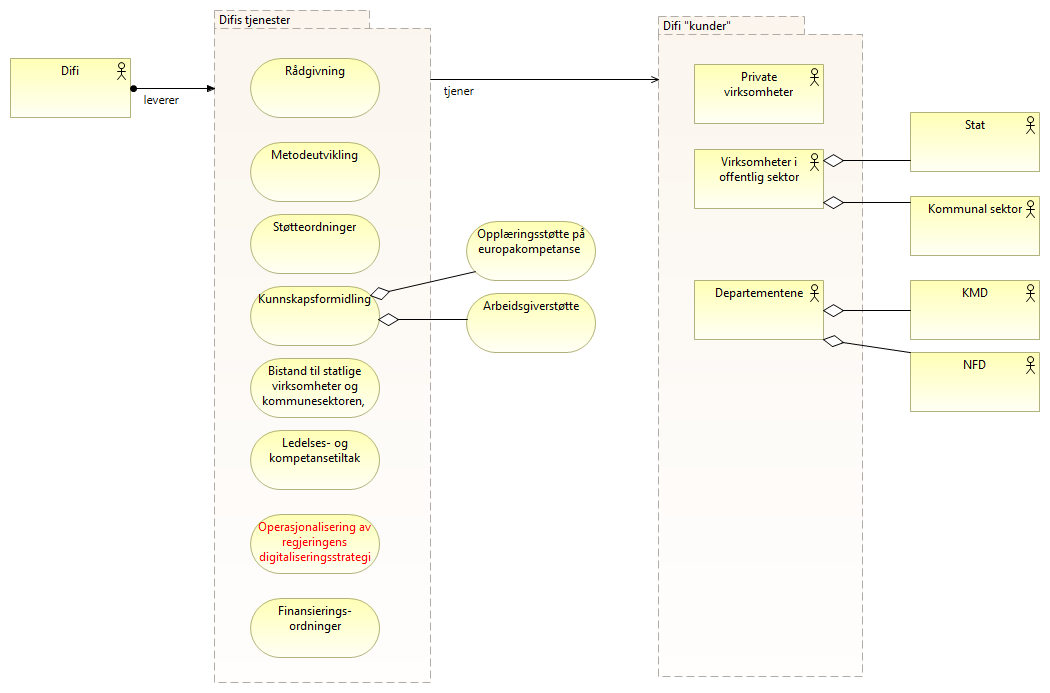 Difi
leverer
Difis tjenester
Rådgivning
Metodeutvikling
Støtteordninger
Kunnskapsformidling
Bistand til statlige
virksomheter og
kommunesektoren,
Ledelses- og
kompetansetiltak
Operasjonalisering av
regjeringens
digitaliseringsstrategi
Finansierings-
ordninger
Opplæringsstøtte på
europakompetanse
Arbeidsgiverstøtte
tjener
Difi "kunder"
Private
virksomheter
Virksomheter i
offentlig sektor
Departementene
Stat
Kommunal sektor
KMD
NFD